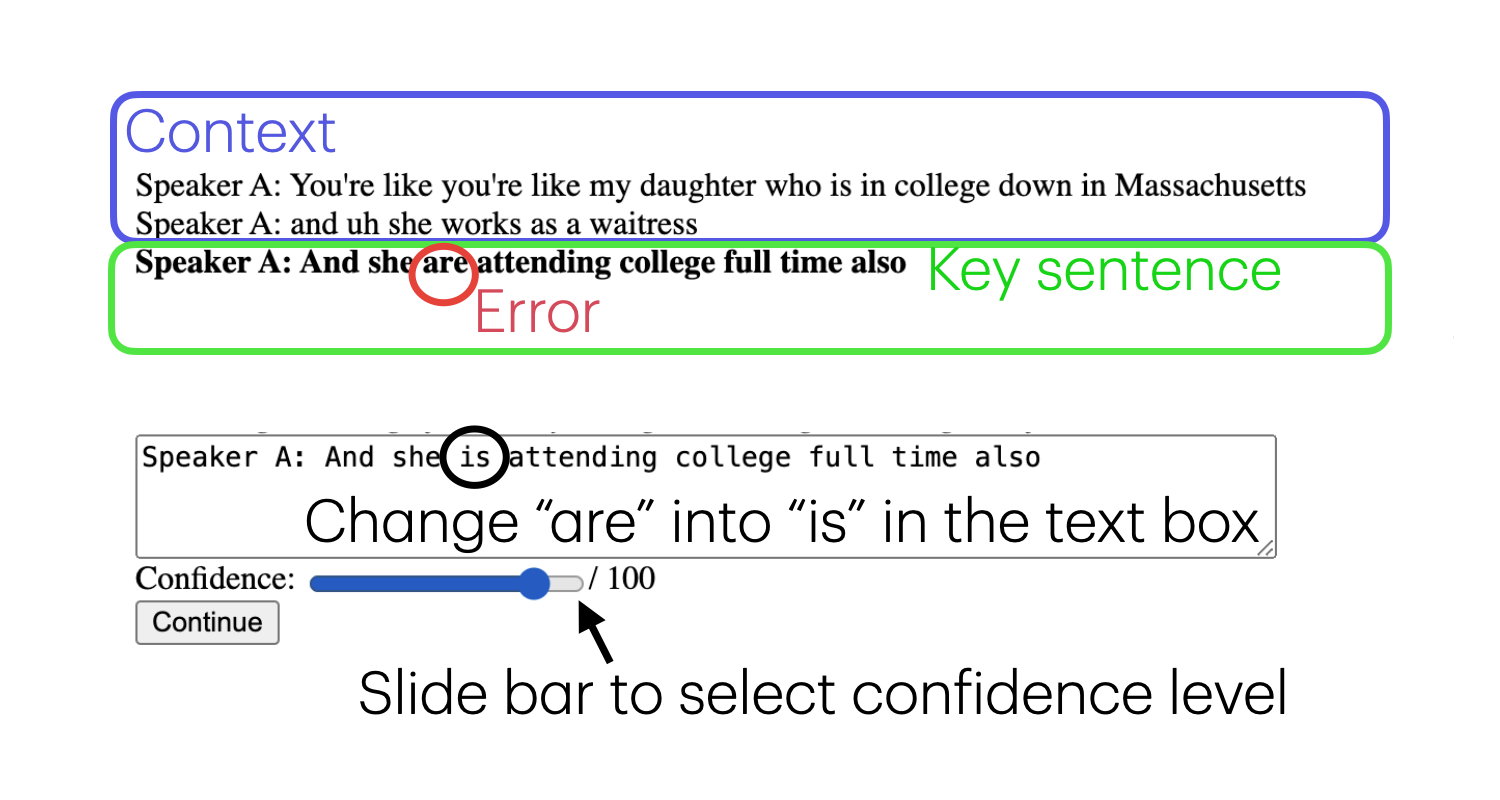 Context
Speaker A: You're like you're like my daughter who is in college down in Massachusetts
Speaker A: and uh she works as a waitress
Speaker A: And she are attending college full time also
Key sentence
Error
Speaker A: And she is attending college full time also
Change “are” into “is” in the text box
Confidence: / 100
Continue
Slide bar to select confidence level